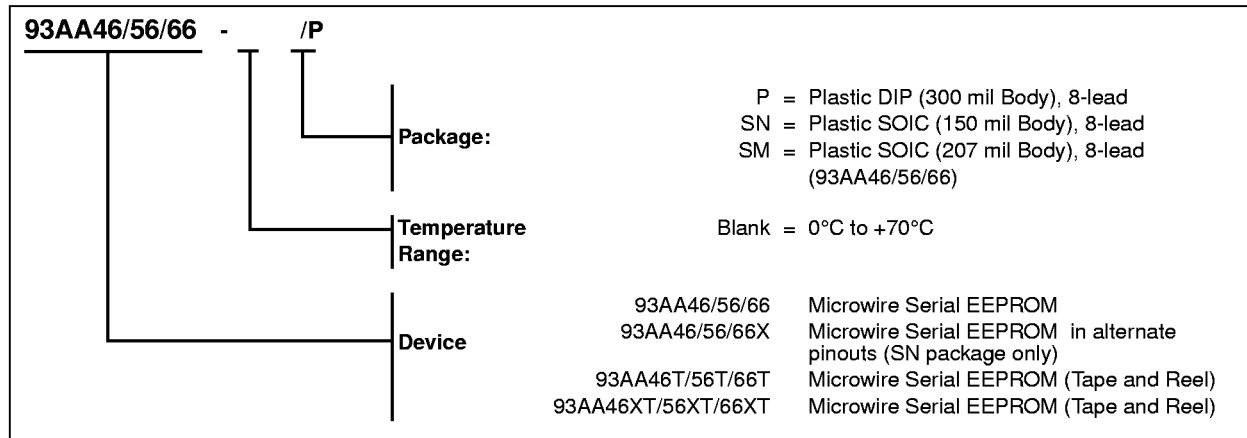 93AA46/56/66 - /P
Package:
P = Plastic DIP (300 mil Body), 8-lead
SN = Plastic SOIC (150 mil Body), 8-lead
SM = Plastic SOIC (207 mil Body), 8-lead
(93AA46/56/66)
Temperature
Range:
Blank = 0°C to +70°C
Device
93AA46/56/66 Microwire Serial EEPROM
93AA46/56/66X Microwire Serial EEPROM in alternate
pinouts (SN package only)
93AA46T/56T/66T Microwire Serial EEPROM (Tape and Reel)
93AA46XT/56XT/66XT Microwire Serial EEPROM (Tape and Reel)